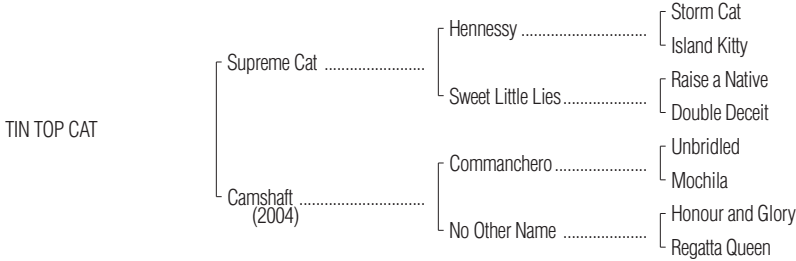 Storm Cat
Hennessy ..............................
Island Kitty
Supreme Cat ........................
Raise a Native
Sweet Little Lies ....................
Double Deceit
TIN TOP CAT
Unbridled
Commanchero ......................
Mochila
Camshaft ..............................
(2004)
Honour and Glory
No Other Name ....................
Regatta Queen